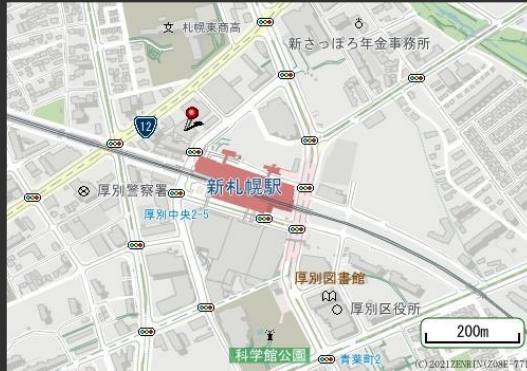 札幌東商高
新さっぽろ年金事務所
12
厚別警察署
新札幌駅
厚別中央2-5
厚別図書館
厚別区役所
200m
科学館公園
青葉町2
(C)2021ZENRIN(Z08E-77